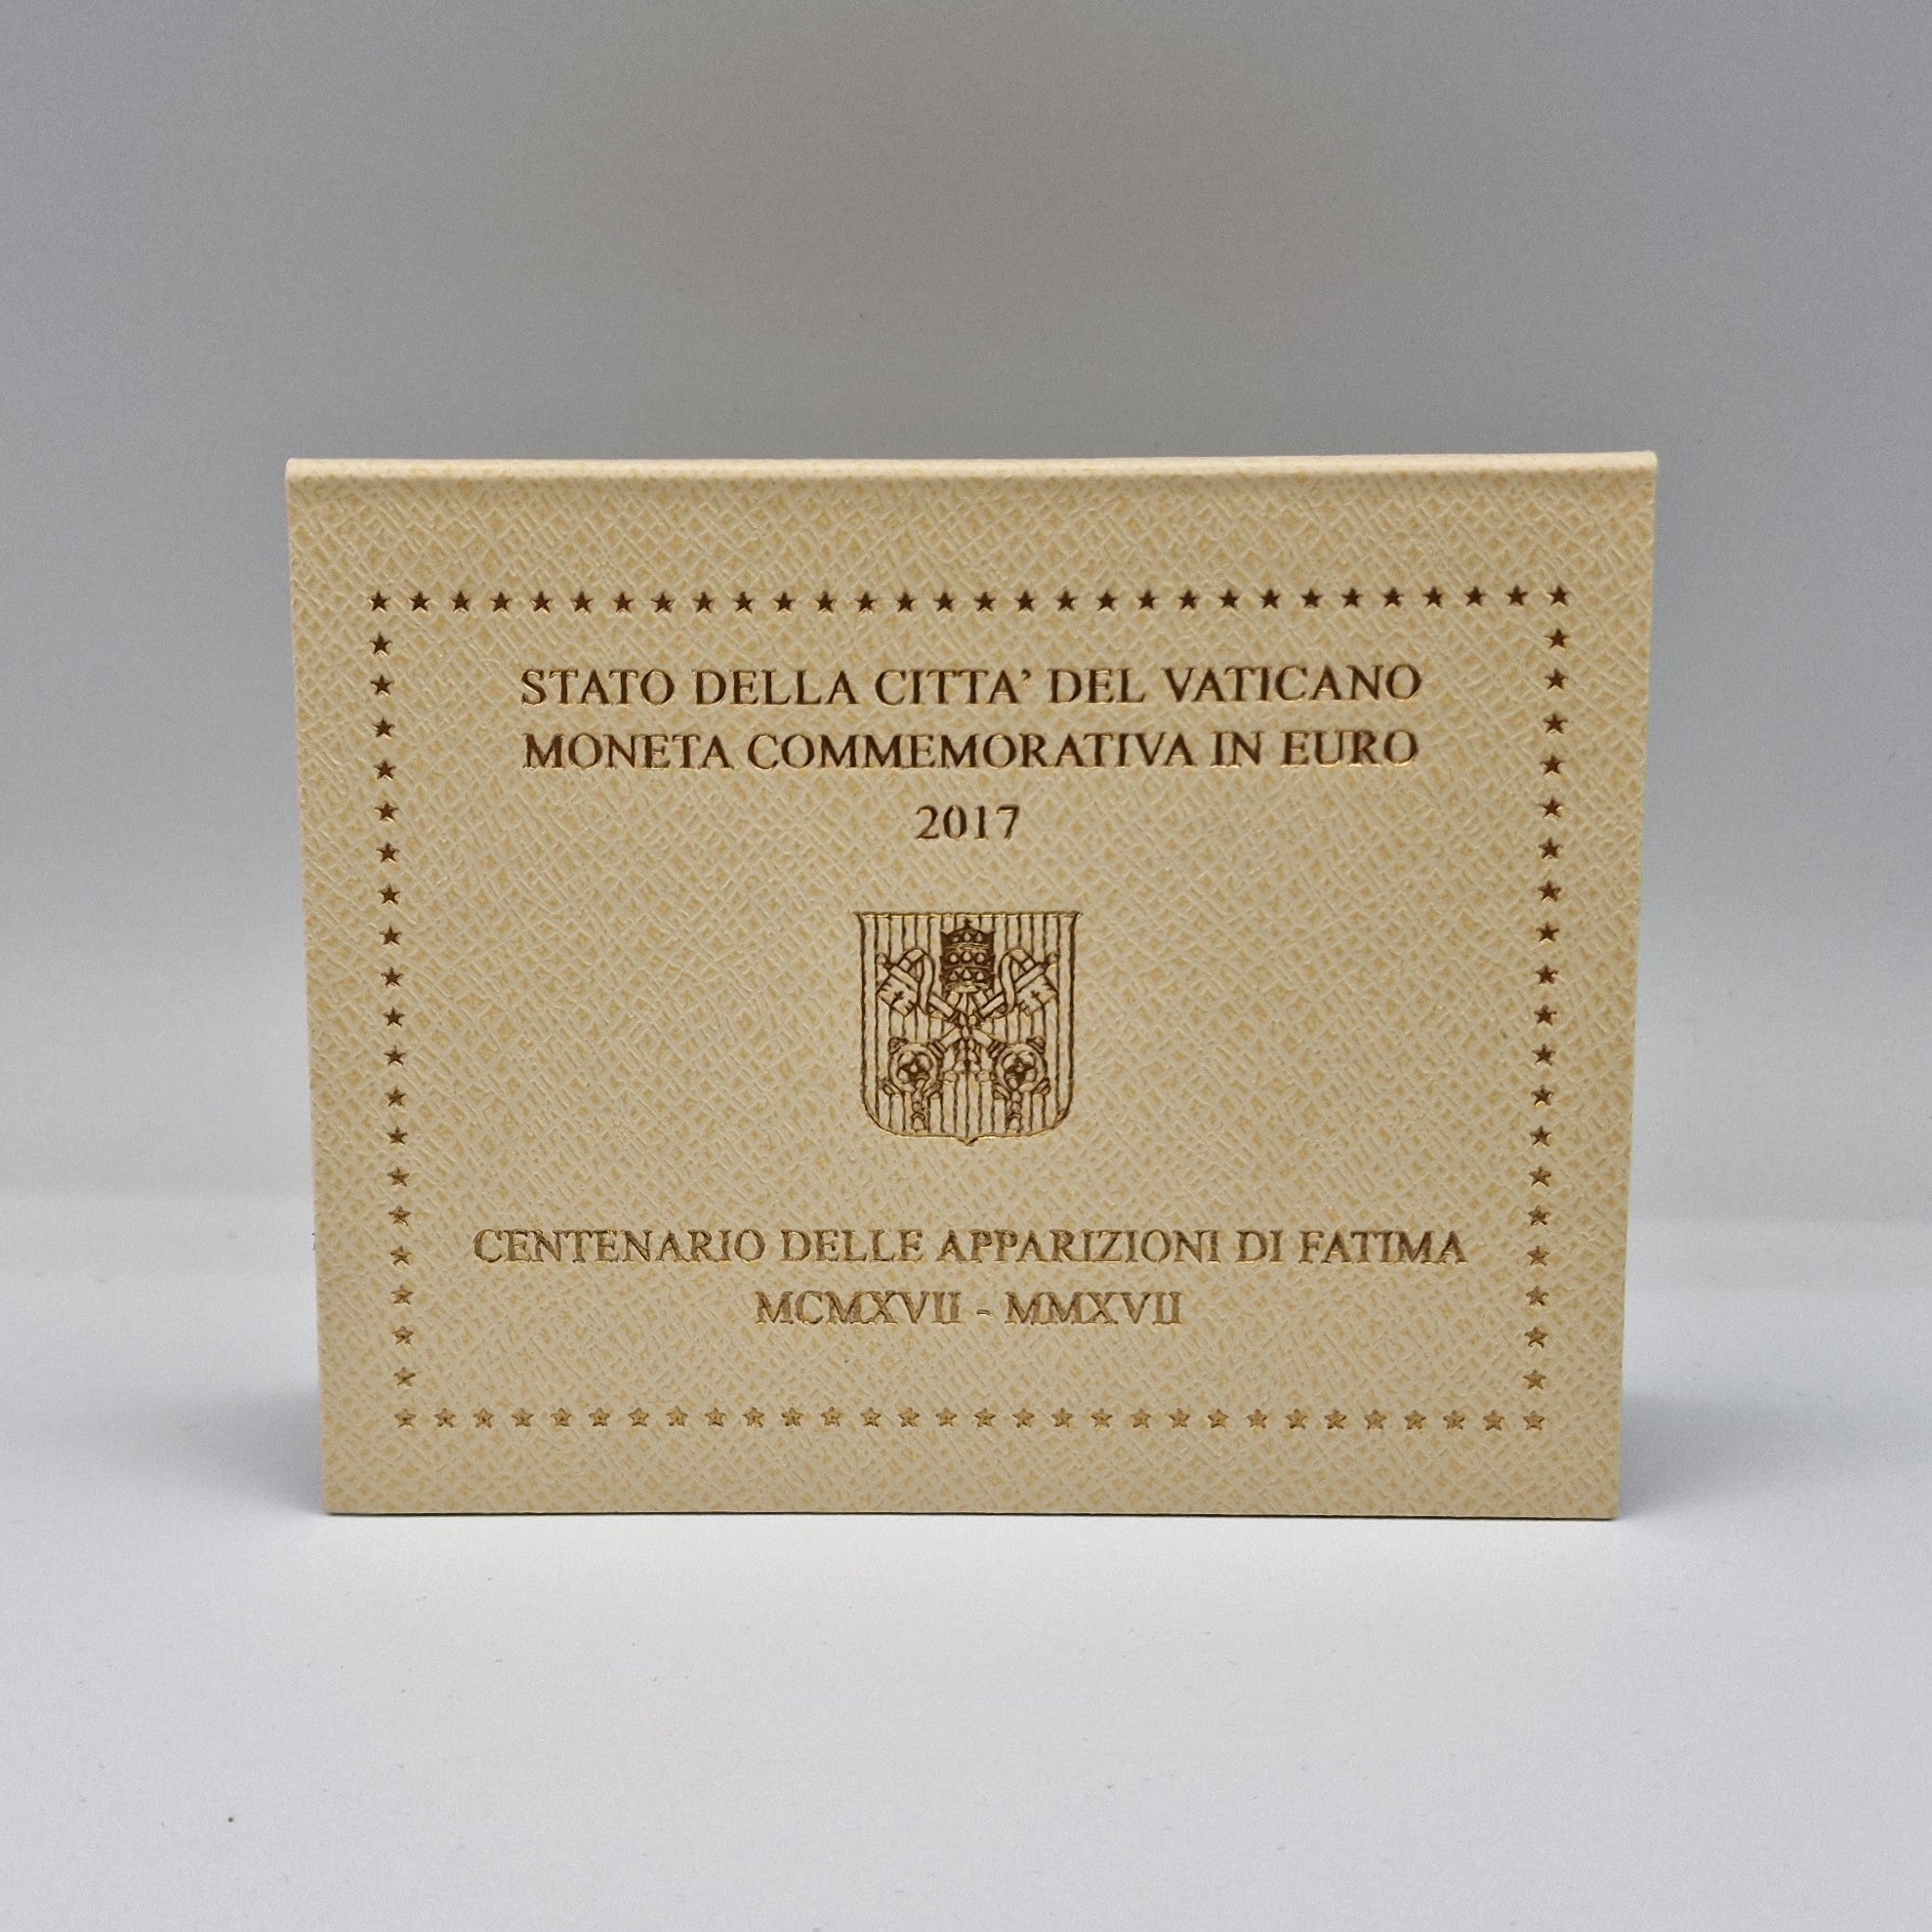 STATO DELLA CITTA' DEL VATICANO
MONETA COMMEMORATIVA IN EURO
2017
CENTENARIO DELLE APPARIZIONI DI FATIMA
MCMXVII - MMXVII